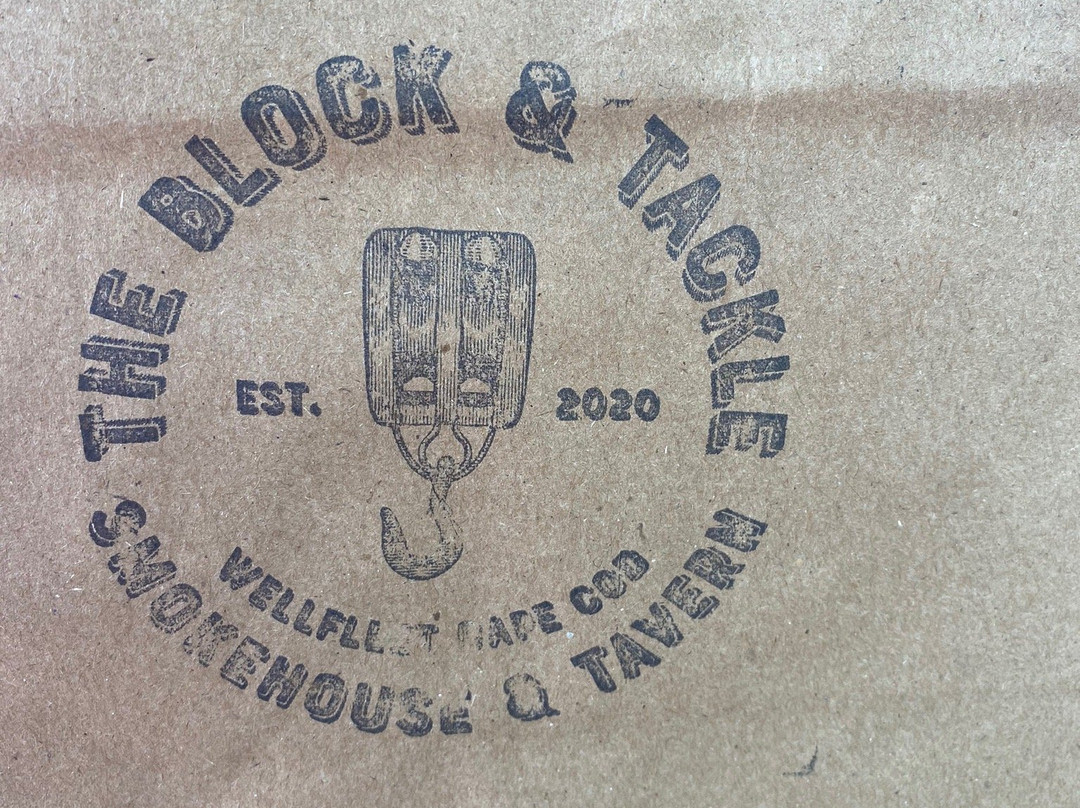 THE BLOCK & TACKLE
EST. 2020
WELLFLEET CAPE COD
SMOKEHOUSE & TAVERN